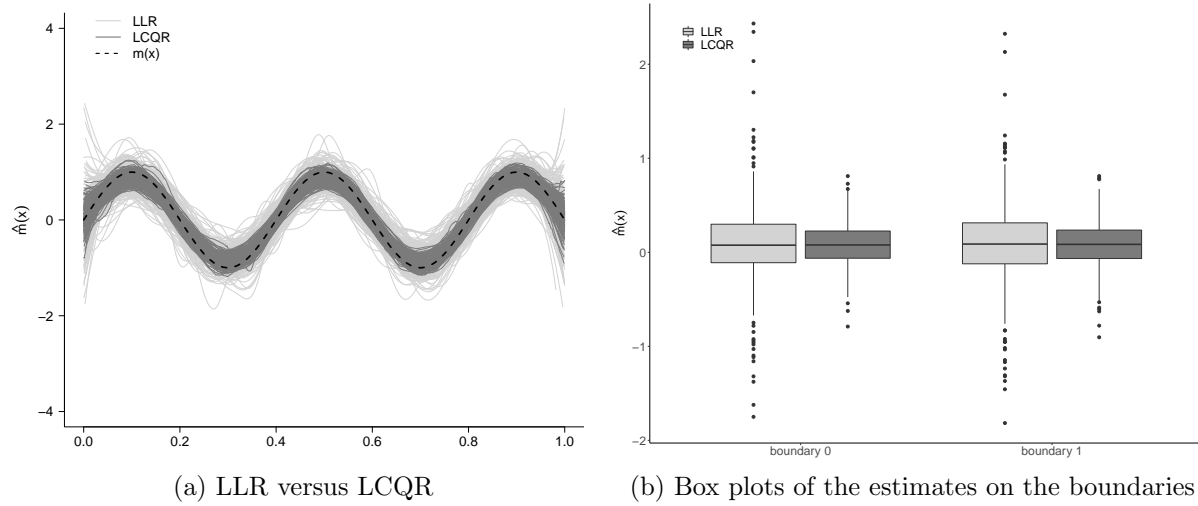 LLR
LCQR
m(x)
4
2
0
−2
−4
m̂(x)
0.0 0.2 0.4 0.6 0.8 1.0
(a) LLR versus LCQR
LLR
LCQR
2
1
0
−1
−2
m̂(x)
boundary 0 boundary 1
(b) Box plots of the estimates on the boundaries